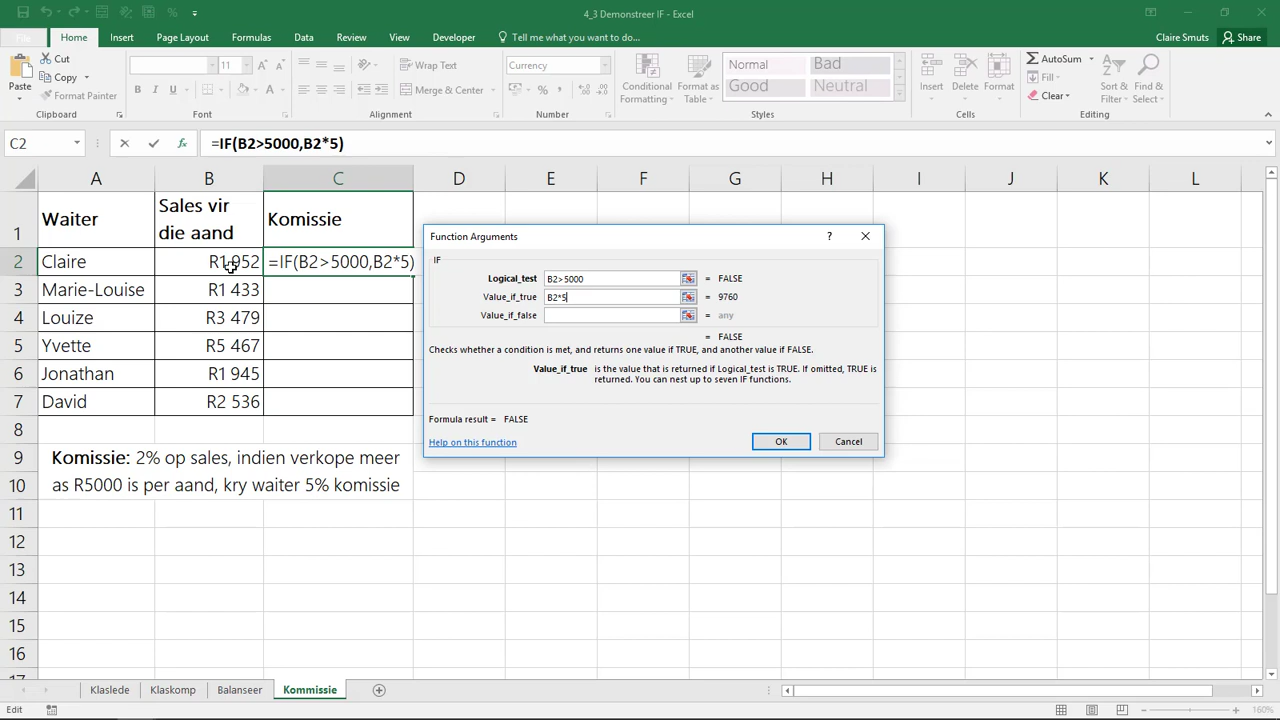 4_3 Demonstreer IF - Excel
Claire Smuts
Share
File Home Insert Page Layout Formulas Data Review View Developer Tell me what you want to do...
Paste
Cut
Copy
Format Painter
Clipboard
11
B I U
Font
Wrap Text
Merge & Center
Alignment
Currency
Number
Conditional Formatting
Format as Table
Normal Bad
Good Neutral
Styles
Insert Delete Format
Cells
AutoSum
Fill
Clear
Sort & Filter
Find & Select
Editing
C2 =IF(B2>5000,B2*5)
A B C D E F G H I J K L
1 Waiter Sales vir die aand Komissie
2 Claire R1 952 =IF(B2>5000,B2*5)
3 Marie-Louise R1 433
4 Louize R3 479
5 Yvette R5 467
6 Jonathan R1 945
7 David R2 536
8
9 Komissie: 2% op sales, indien verkope meer
10 as R5000 is per aand, kry waiter 5% komissie
11
12
13
14
15
16
17
Function Arguments ?
IF
Logical_test B2>5000 = FALSE
Value_if_true B2*5 = 9760
Value_if_false = any
= FALSE
Checks whether a condition is met, and returns one value if TRUE, and another value if FALSE.
Value_if_true is the value that is returned if Logical_test is TRUE. If omitted, TRUE is
returned. You can nest up to seven IF functions.
Formula result = FALSE
Help on this function
OK Cancel
Klaslede Klaskomp Balanseer Kommissie
Edit
160%